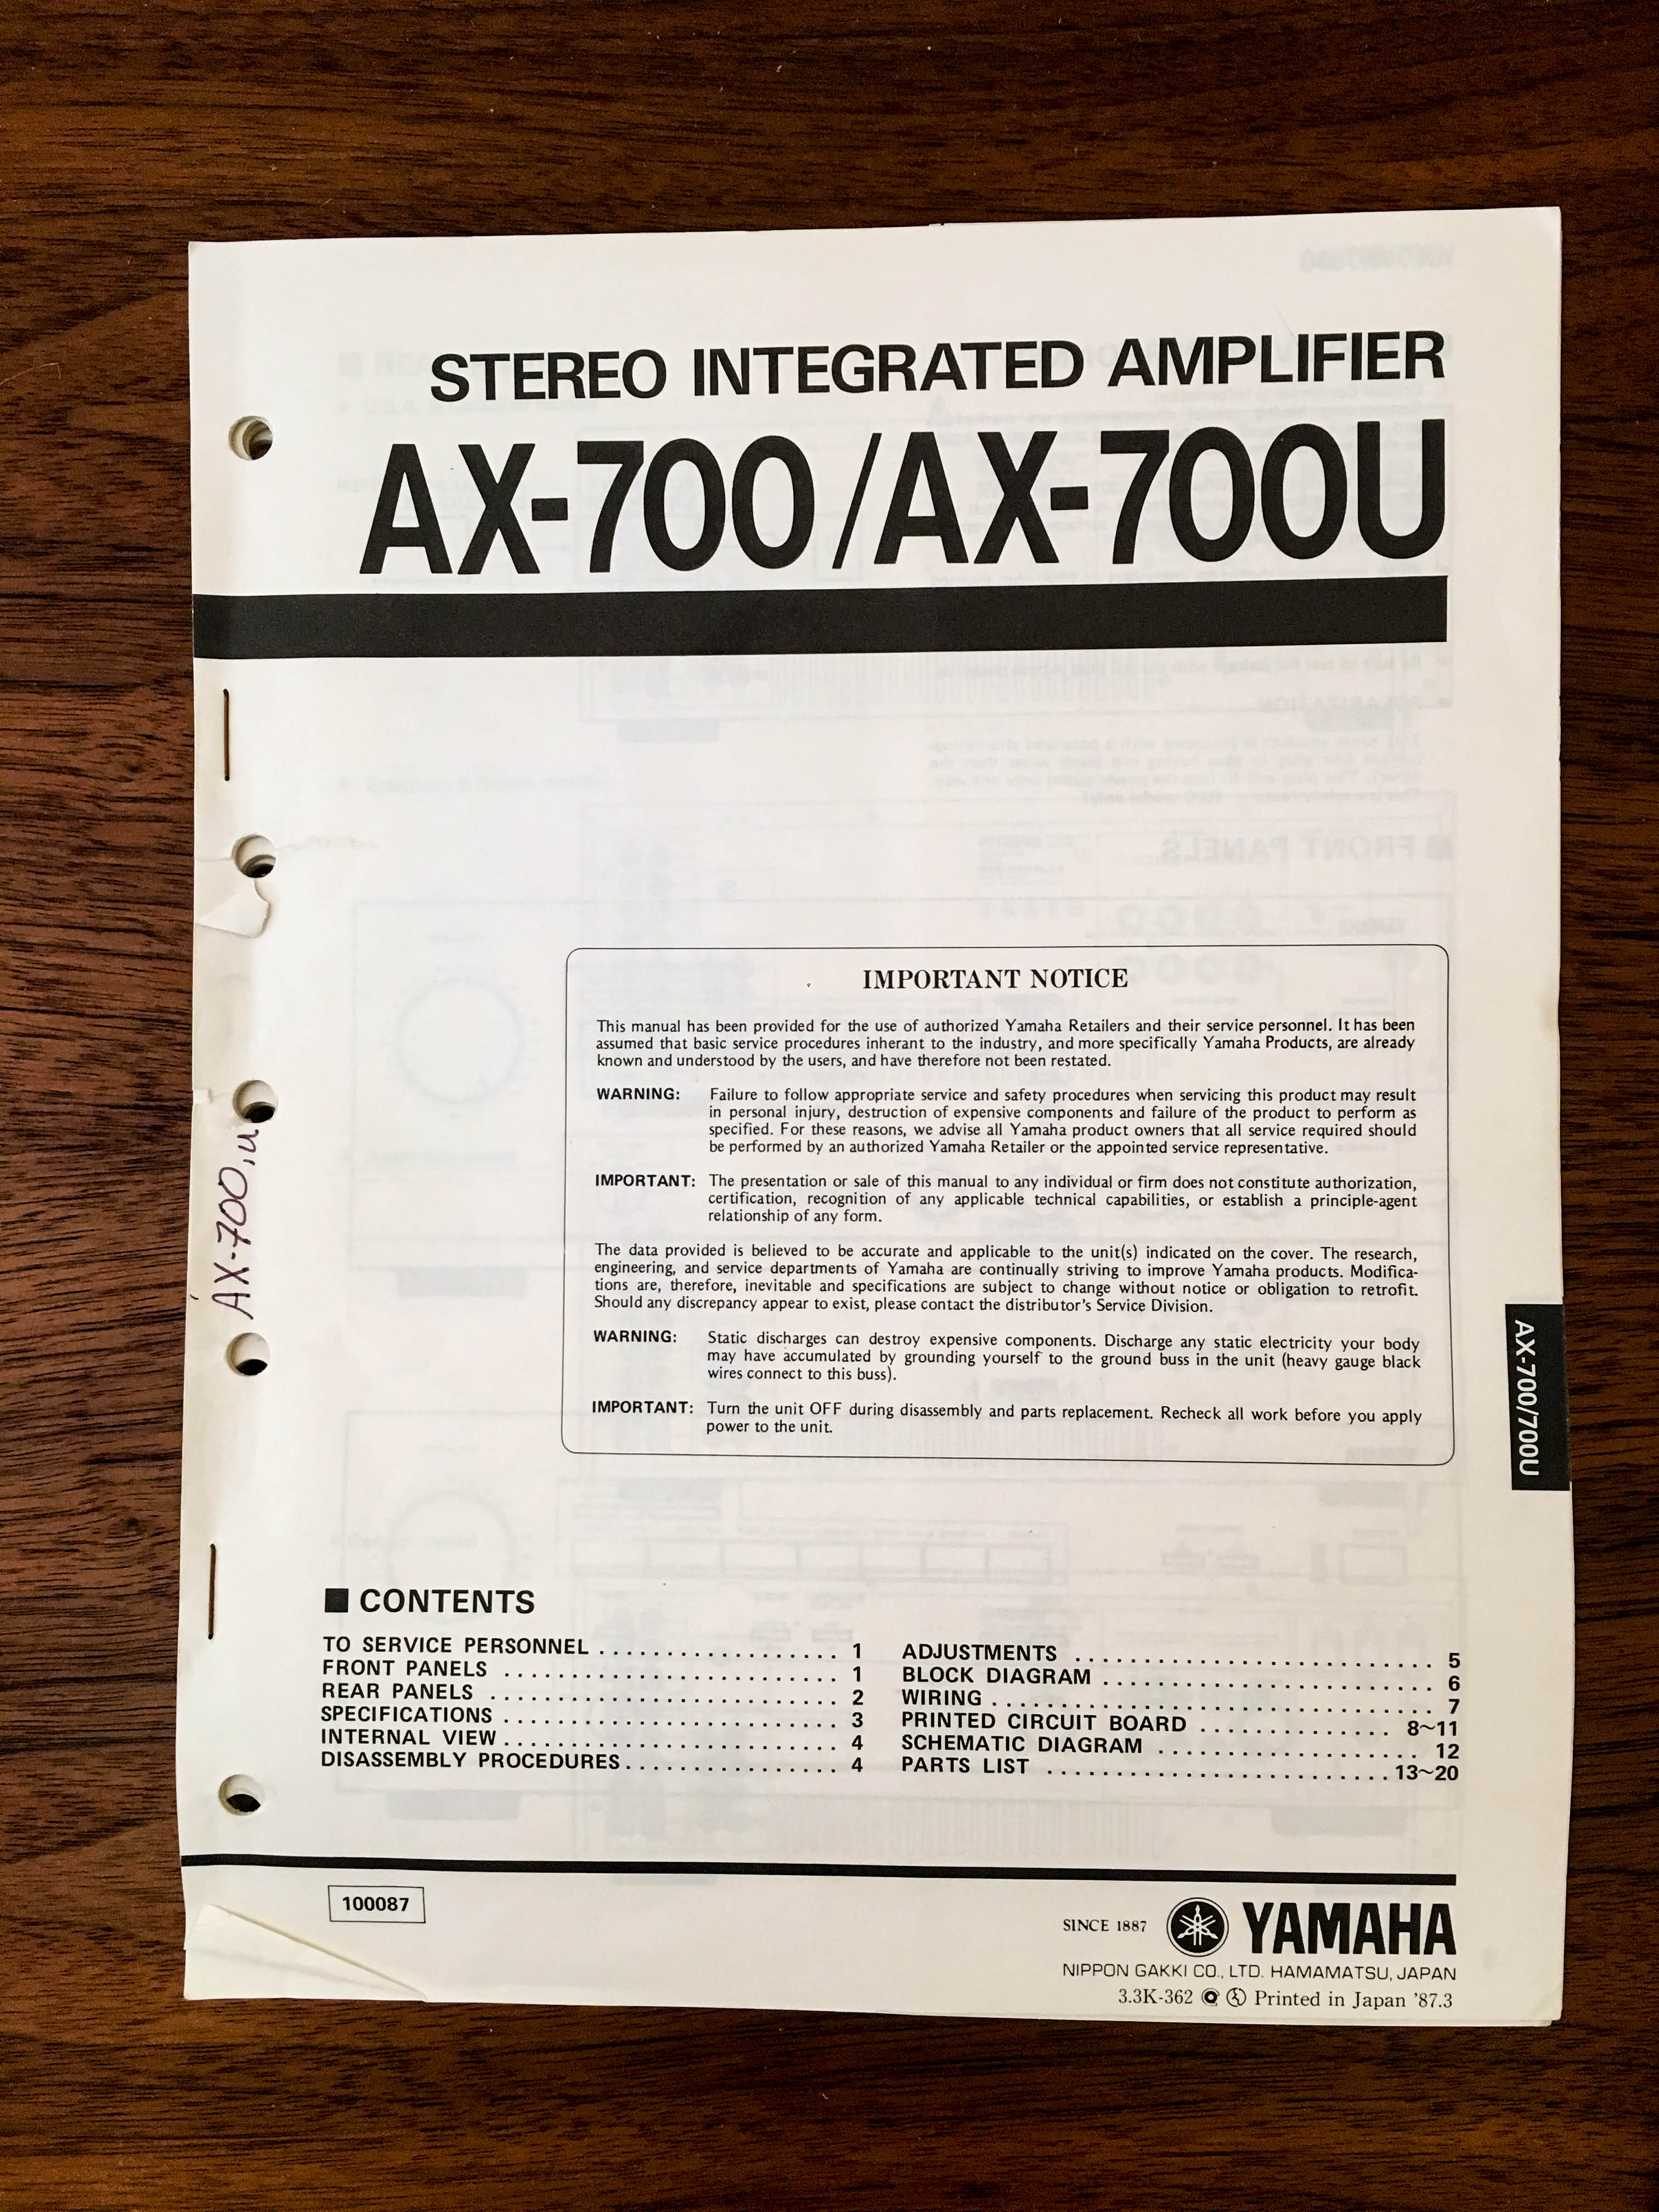 STEREO INTEGRATED AMPLIFIER
AX-700/AX-700U
IMPORTANT NOTICE
This manual has been provided for the use of authorized Yamaha Retailers and their service personnel. It has been
assumed that basic service procedures inherant to the industry, and more specifically Yamaha Products, are already
known and understood by the users, and have therefore not been restated.
WARNING: Failure to follow appropriate service and safety procedures when servicing this product may result
in personal injury, destruction of expensive components and failure of the product to perform as
specified. For these reasons, we advise all Yamaha product owners that all service required should
be performed by an authorized Yamaha Retailer or the appointed service representative.
IMPORTANT: The presentation or sale of this manual to any individual or firm does not constitute authorization,
certification, recognition of any applicable technical capabilities, or establish a principle-agent
relationship of any form.
The data provided is believed to be accurate and applicable to the unit(s) indicated on the cover. The research,
engineering, and service departments of Yamaha are continually striving to improve Yamaha products. Modifica-
tions are, therefore, inevitable and specifications are subject to change without notice or obligation to retrofit.
Should any discrepancy appear to exist, please contact the distributor's Service Division.
WARNING: Static discharges can destroy expensive components. Discharge any static electricity your body
may have accumulated by grounding yourself to the ground buss in the unit (heavy gauge black
wires connect to this buss).
IMPORTANT: Turn the unit OFF during disassembly and parts replacement. Recheck all work before you apply
power to the unit.
AX-700,u
AX-700/700U
■ CONTENTS
TO SERVICE PERSONNEL .................. 1
FRONT PANELS ........................ 1
REAR PANELS ......................... 2
SPECIFICATIONS ........................ 3
INTERNAL VIEW ........................ 4
DISASSEMBLY PROCEDURES ................ 4
ADJUSTMENTS .......................... 5
BLOCK DIAGRAM ........................ 6
WIRING ................................ 7
PRINTED CIRCUIT BOARD .............. 8~11
SCHEMATIC DIAGRAM ................... 12
PARTS LIST ......................... 13~20
100087
SINCE 1887 YAMAHA
NIPPON GAKKI CO., LTD. HAMAMATSU, JAPAN
3.3K-362 Printed in Japan '87.3